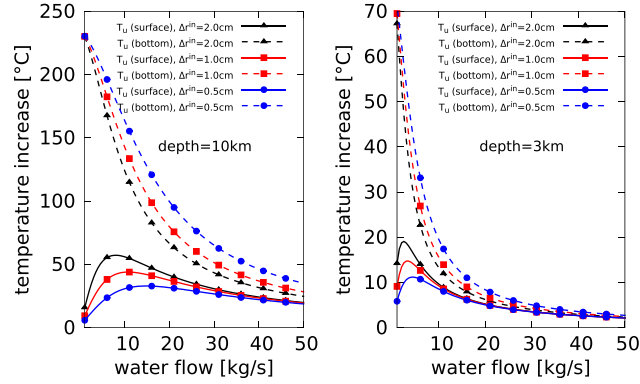 temperature increase [°C]
250
200
150
100
50
0
T_u (surface), Δr^in=2.0cm
T_u (bottom), Δr^in=2.0cm
T_u (surface), Δr^in=1.0cm
T_u (bottom), Δr^in=1.0cm
T_u (surface), Δr^in=0.5cm
T_u (bottom), Δr^in=0.5cm
depth=10km
10 20 30 40 50
water flow [kg/s]
temperature increase [°C]
70
60
50
40
30
20
10
0
T_u (surface), Δr^in=2.0cm
T_u (bottom), Δr^in=2.0cm
T_u (surface), Δr^in=1.0cm
T_u (bottom), Δr^in=1.0cm
T_u (surface), Δr^in=0.5cm
T_u (bottom), Δr^in=0.5cm
depth=3km
10 20 30 40 50
water flow [kg/s]